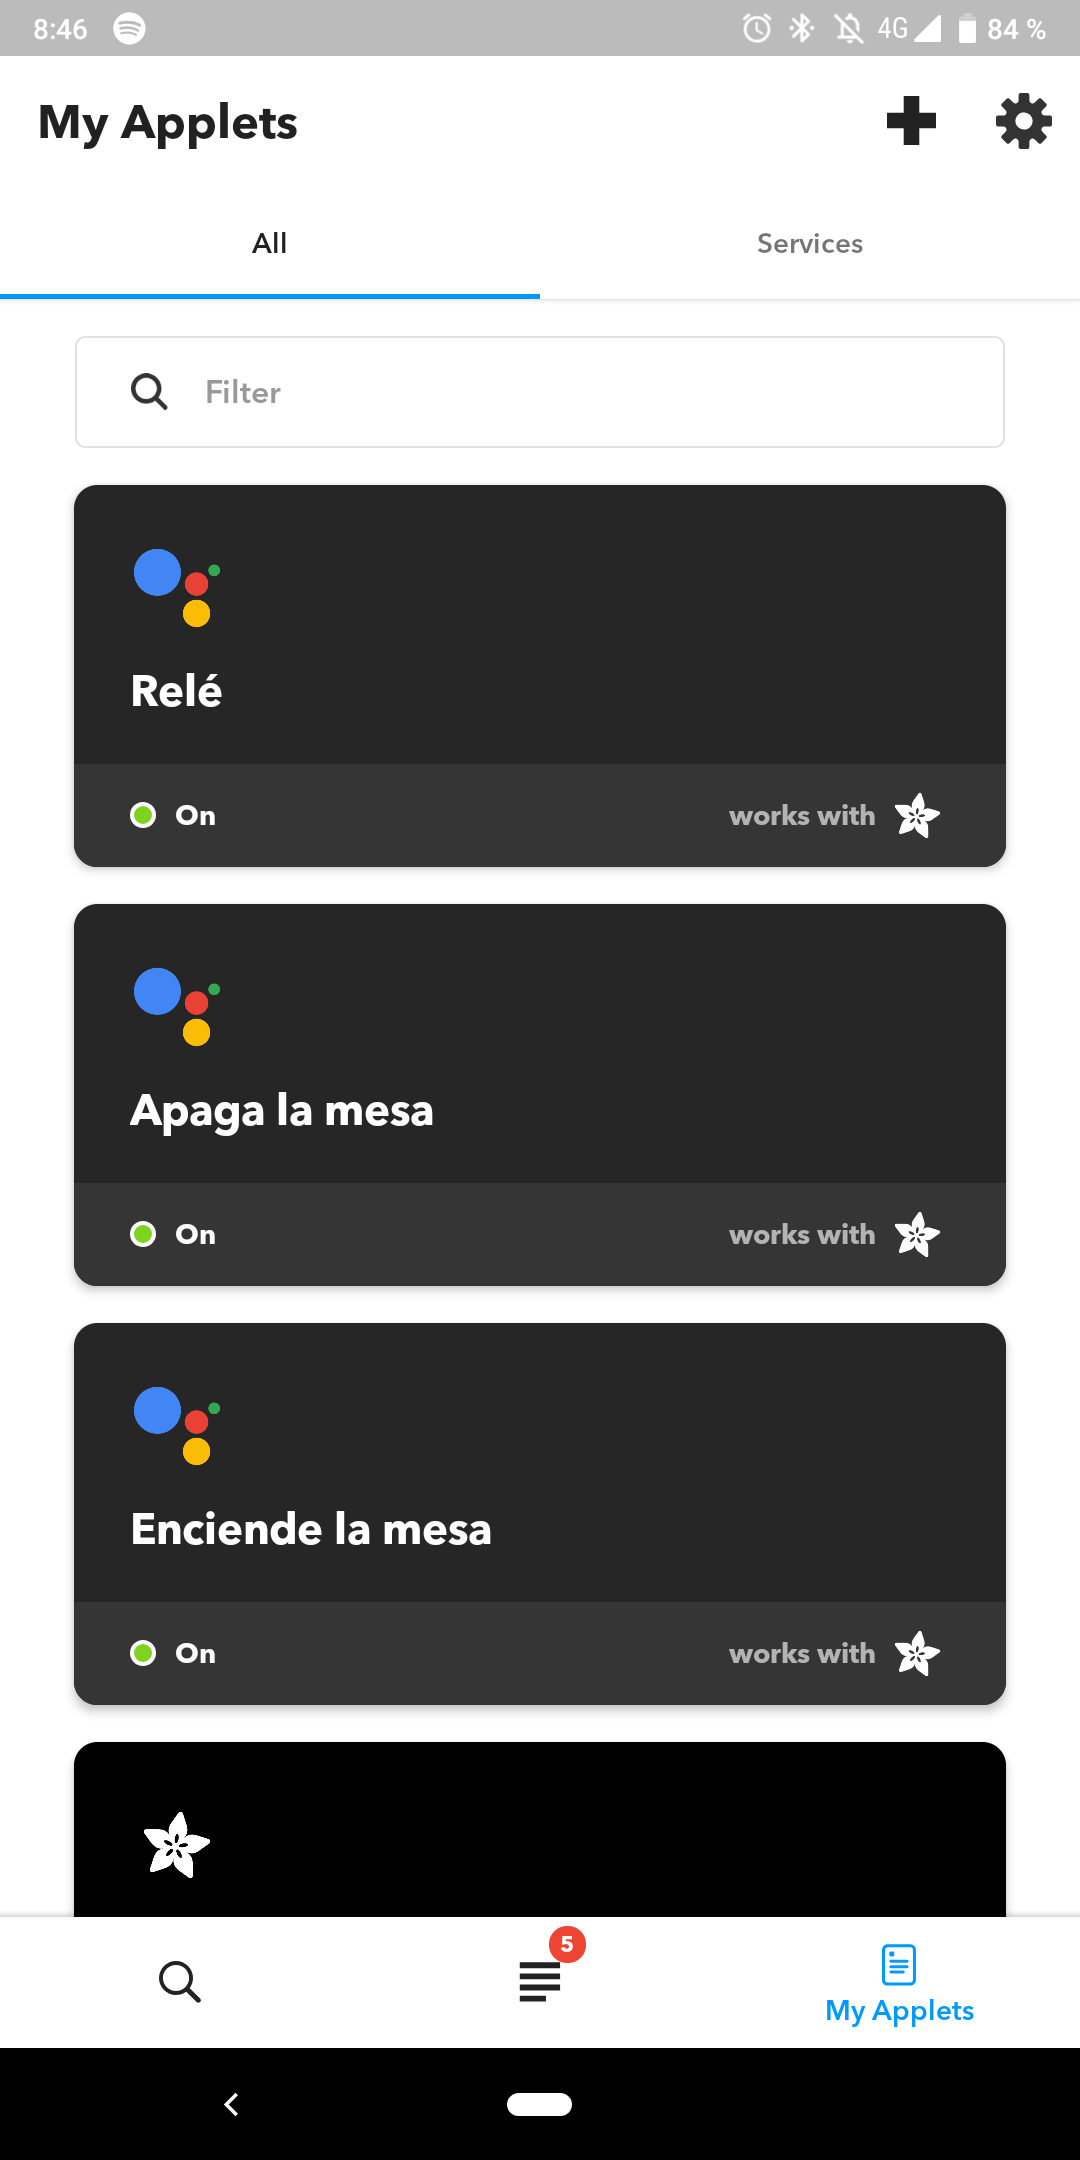 8:46 4G 84 %
My Applets
All Services
Filter
Relé
On works with
Apaga la mesa
On works with
Enciende la mesa
On works with
5
My Applets